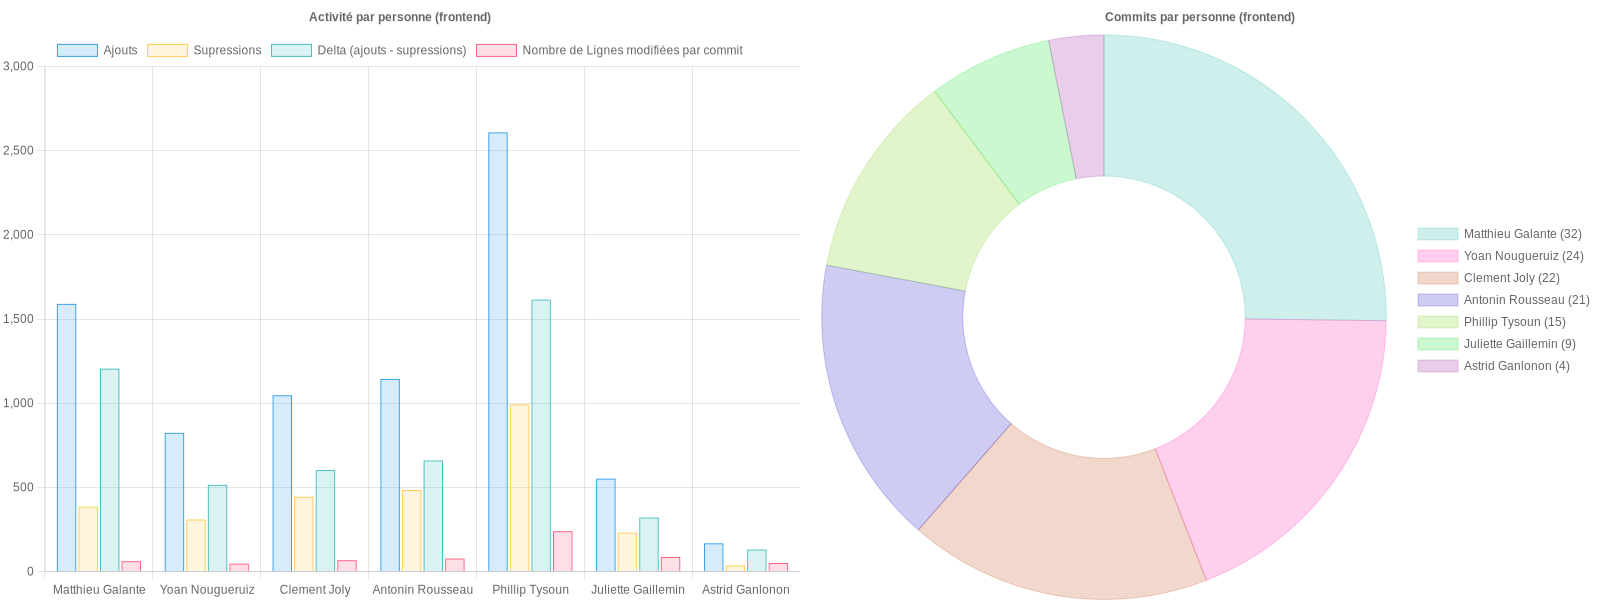 Activité par personne (frontend)
Ajouts
Supressions
Delta (ajouts - supressions)
Nombre de Lignes modifiées par commit
3,000
2,500
2,000
1,500
1,000
500
0
Matthieu Galante
Yoan Nougueruiz
Clement Joly
Antonin Rousseau
Phillip Tysoun
Juliette Gaillemin
Astrid Ganlonon
Commits par personne (frontend)
Matthieu Galante (32)
Yoan Nougueruiz (24)
Clement Joly (22)
Antonin Rousseau (21)
Phillip Tysoun (15)
Juliette Gaillemin (9)
Astrid Ganlonon (4)